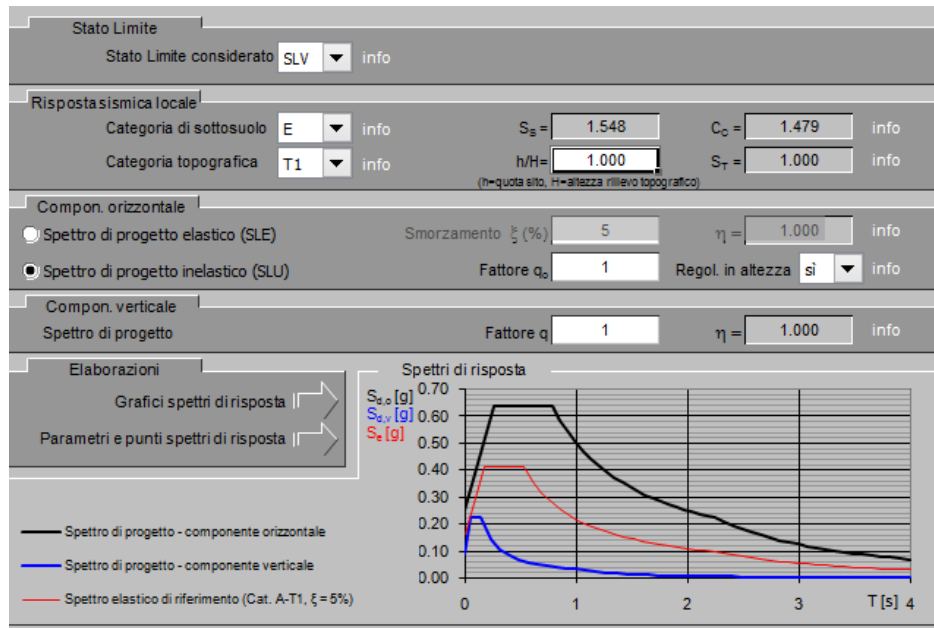 Stato Limite
Stato Limite considerato SLV info
Risposta sismica locale
Categoria di sottosuolo E info S_S = 1.548 C_C = 1.479 info
Categoria topografica T1 info h/H= 1.000 S_T = 1.000 info
(h=quota sito, H=altezza rilievo topografico)
Compon. orizzontale
Spettro di progetto elastico (SLE) Smorzamento ξ (%) 5 η = 1.000 info
Spettro di progetto inelastico (SLU) Fattore q_o 1 Regol. in altezza sì info
Compon. verticale
Spettro di progetto Fattore q 1 η = 1.000 info
Elaborazioni
Grafici spettri di risposta
Parametri e punti spettri di risposta
Spettri di risposta
S_d,o [g]
S_d,v [g]
S_e [g]
0.70
0.60
0.50
0.40
0.30
0.20
0.10
0.00
0 1 2 3 T [s] 4
Spettro di progetto - componente orizzontale
Spettro di progetto - componente verticale
Spettro elastico di riferimento (Cat. A-T1, ξ = 5%)